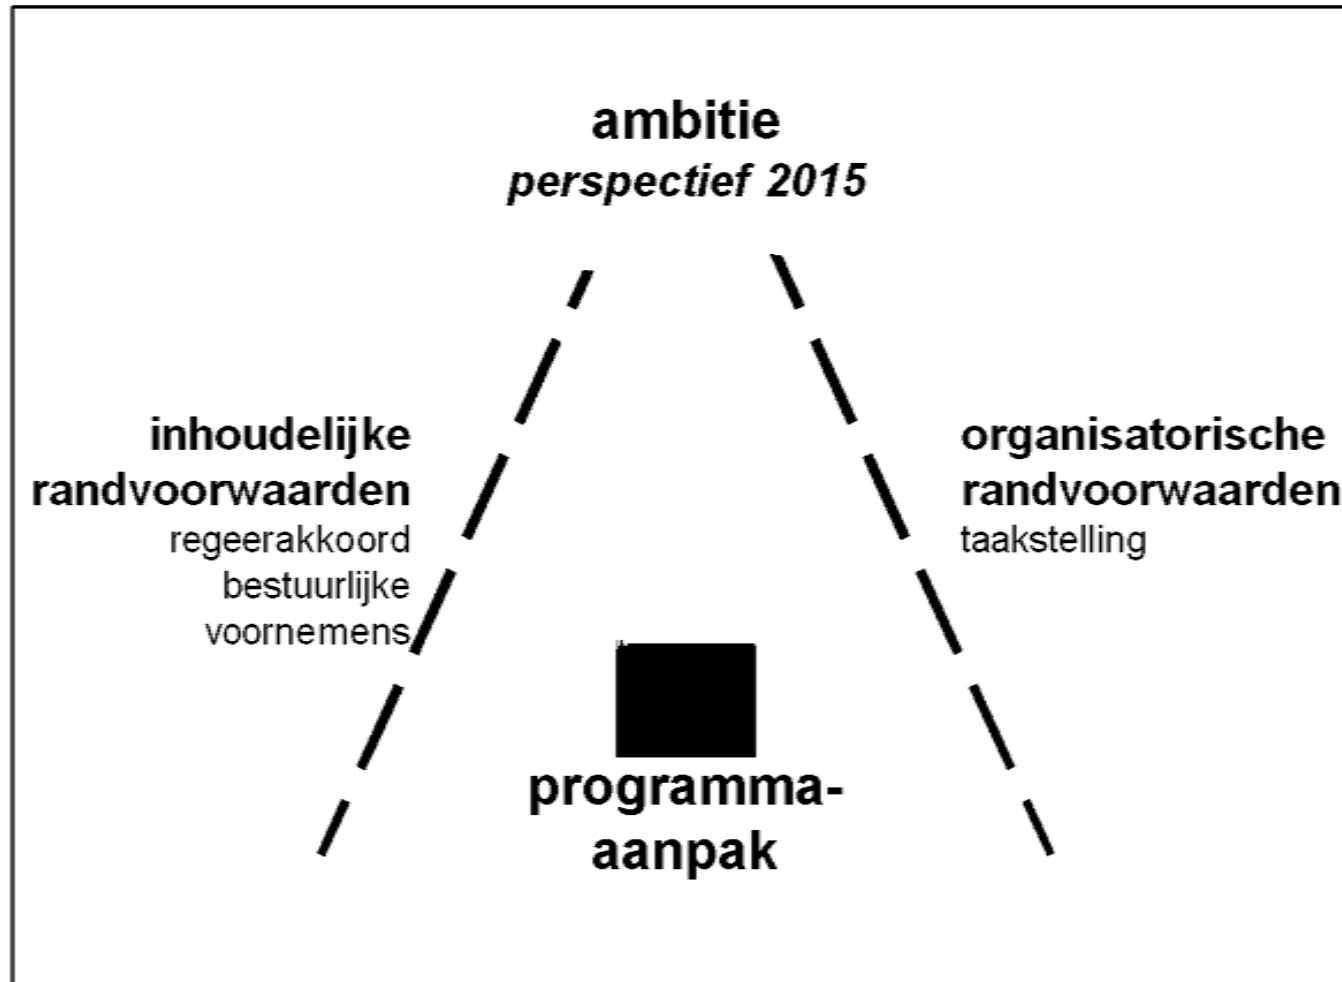 ambitie
perspectief 2015
inhoudelijke
randvoorwaarden
regeerakkoord
bestuurlijke
voornemens
organisatorische
randvoorwaarden
taakstelling
programma-
aanpak